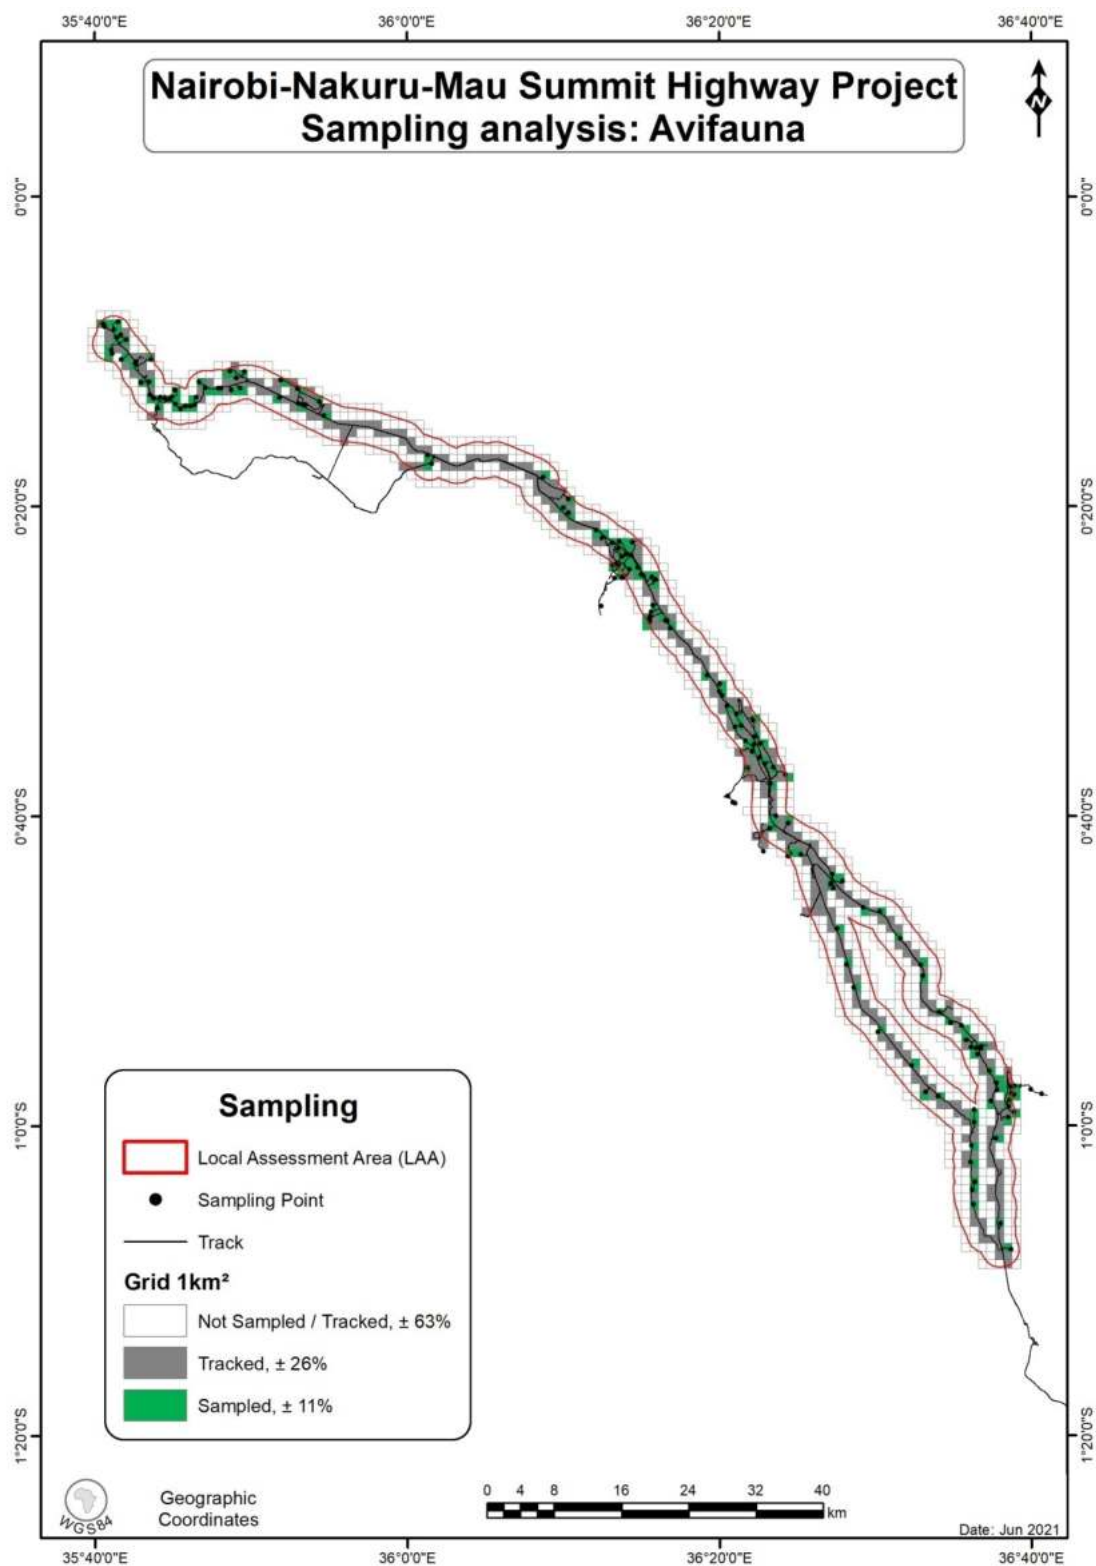 35°40'0"E 36°0'0"E 36°20'0"E 36°40'0"E
Nairobi-Nakuru-Mau Summit Highway Project
Sampling analysis: Avifauna
N
0°0'0" 0°0'0"
0°20'0"S 0°20'0"S
0°40'0"S 0°40'0"S
1°0'0"S 1°0'0"S
Sampling
Local Assessment Area (LAA)
Sampling Point
Track
Grid 1km²
Not Sampled / Tracked, ± 63%
Tracked, ± 26%
Sampled, ± 11%
1°20'0"S 1°20'0"S
WGS84
Geographic
Coordinates
0 4 8 16 24 32 40
km
Date: Jun 2021
35°40'0"E 36°0'0"E 36°20'0"E 36°40'0"E